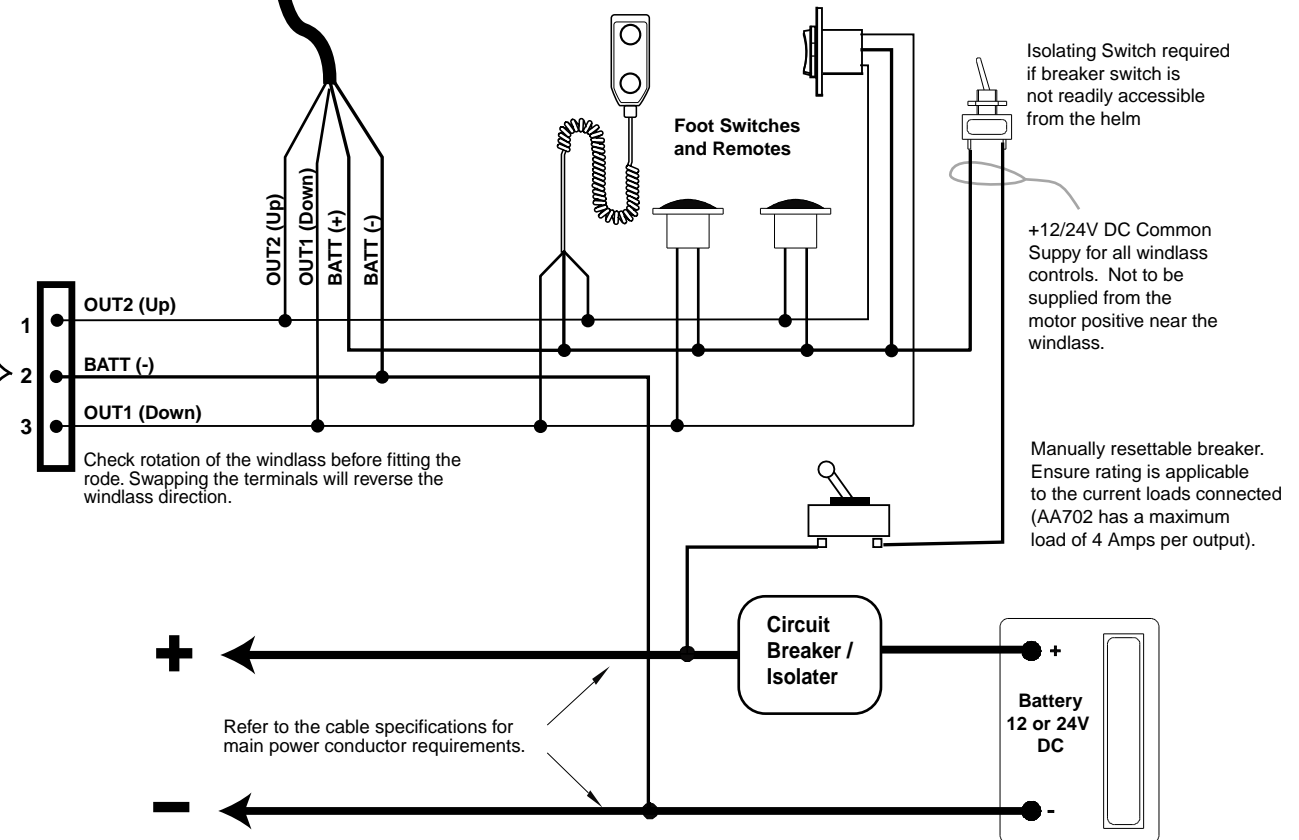 Isolating Switch required
if breaker switch is
not readily accessible
from the helm
Foot Switches
and Remotes
OUT2 (Up)
OUT1 (Down)
BATT (+)
BATT (-)
+12/24V DC Common
Suppy for all windlass
controls. Not to be
supplied from the
motor positive near the
windlass.
1
OUT2 (Up)
2
BATT (-)
3
OUT1 (Down)
Check rotation of the windlass before fitting the
rode. Swapping the terminals will reverse the
windlass direction.
Manually resettable breaker.
Ensure rating is applicable
to the current loads connected
(AA702 has a maximum
load of 4 Amps per output).
+
Circuit
Breaker /
Isolater
+
Battery
12 or 24V
DC
Refer to the cable specifications for
main power conductor requirements.
-
-